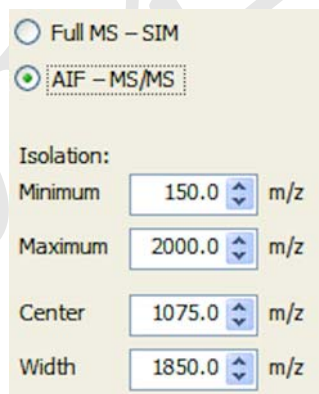 Full MS – SIM
AIF – MS/MS
Isolation:
Minimum 150.0 m/z
Maximum 2000.0 m/z
Center 1075.0 m/z
Width 1850.0 m/z